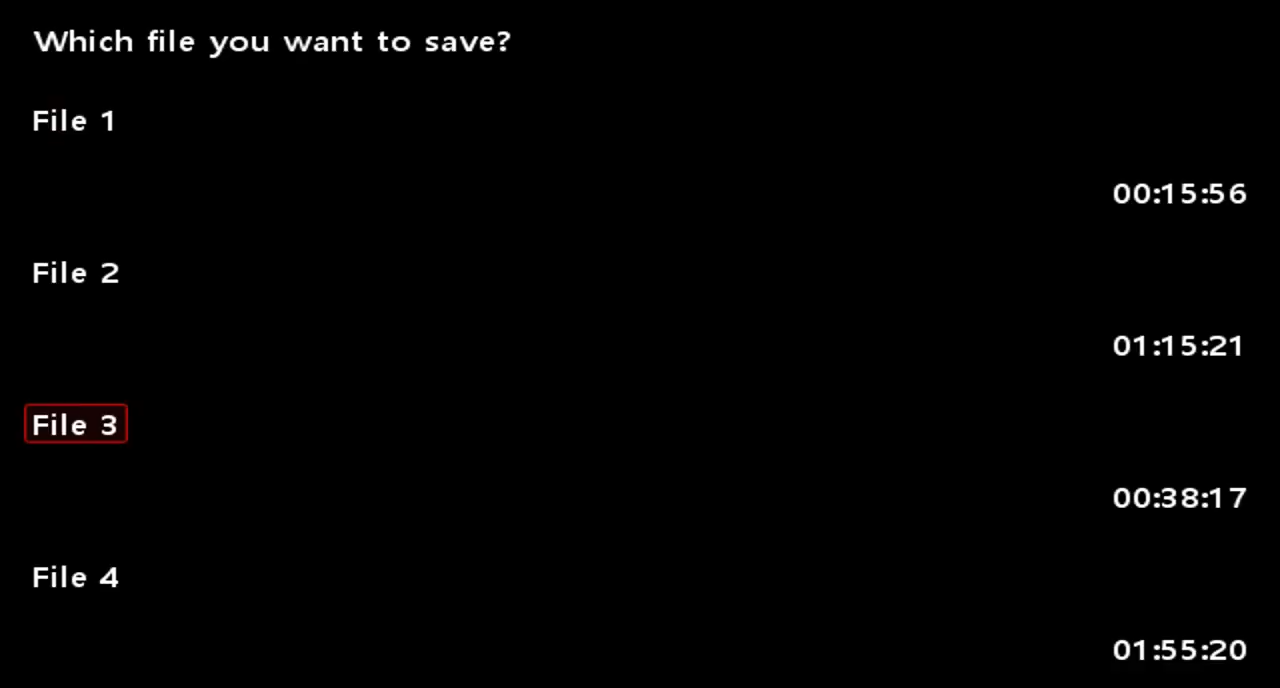 Which file you want to save?
File 1
00:15:56
File 2
01:15:21
File 3
00:38:17
File 4
01:55:20